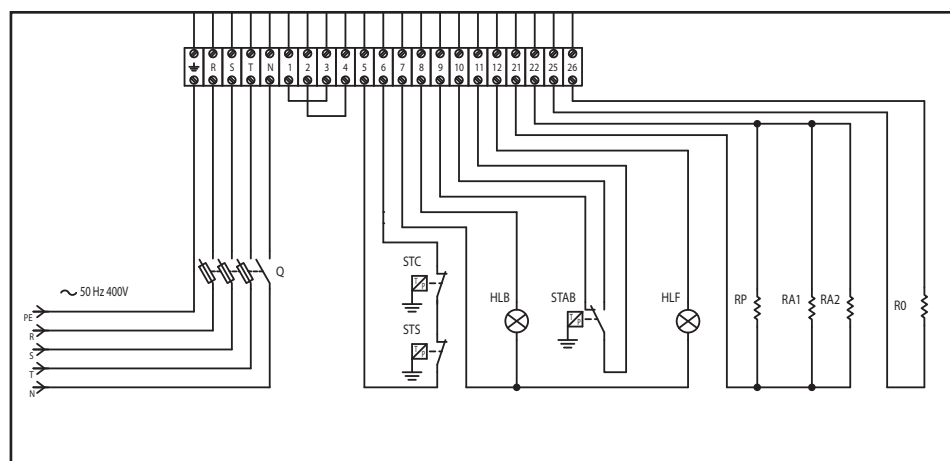 R S T N 1 2 3 4 5 6 7 8 9 10 11 12 21 22 25 26
Q
∼ 50 Hz 400V
PE
R
S
T
N
STC
T P
STS
T P
HLB
STAB
T P
HLF
RP
RA1
RA2
R0